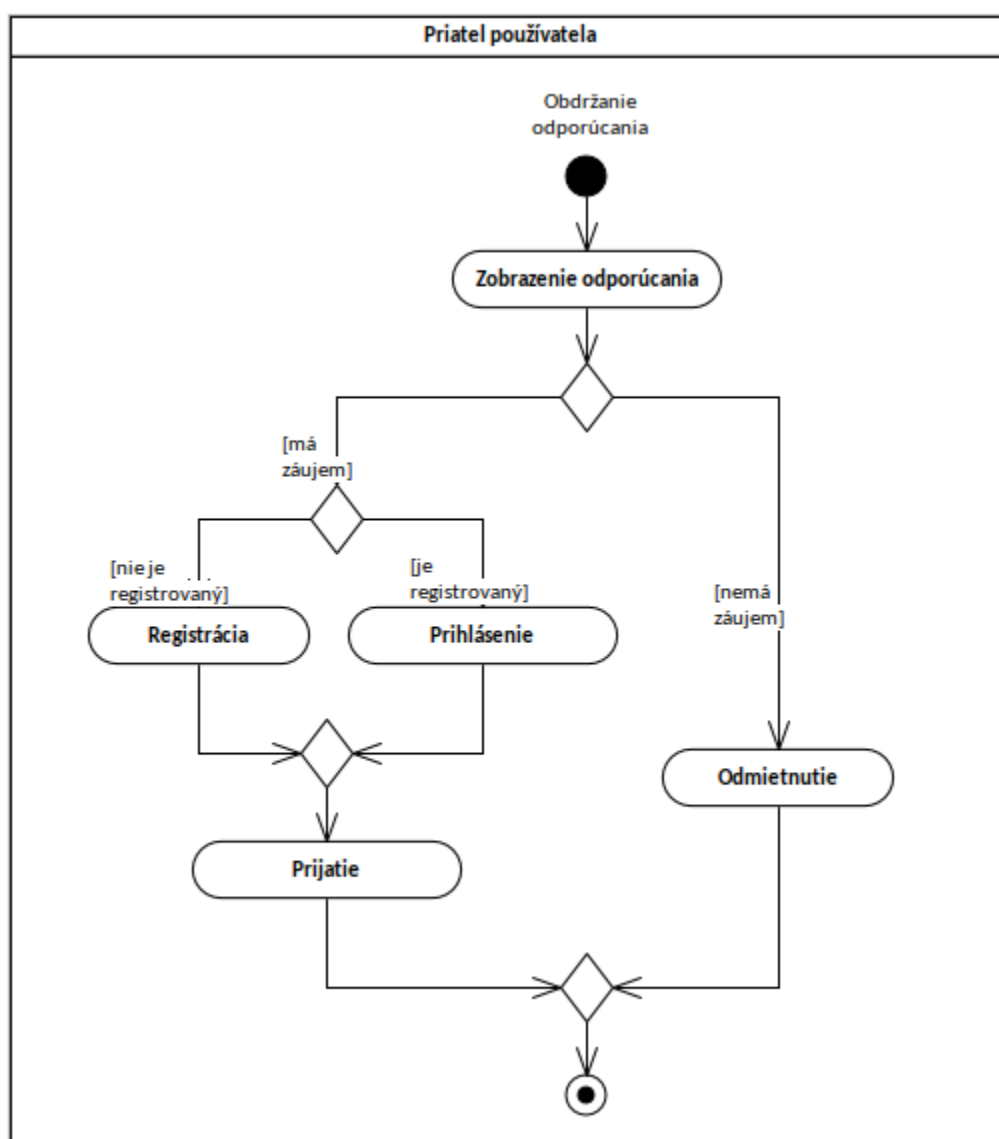 Priatel používatela
Obdržanie
odporúcania
Zobrazenie odporúcania
[má
záujem]
[nie je
registrovaný]
[je
registrovaný]
[nemá
záujem]
Registrácia
Prihlásenie
Odmietnutie
Prijatie